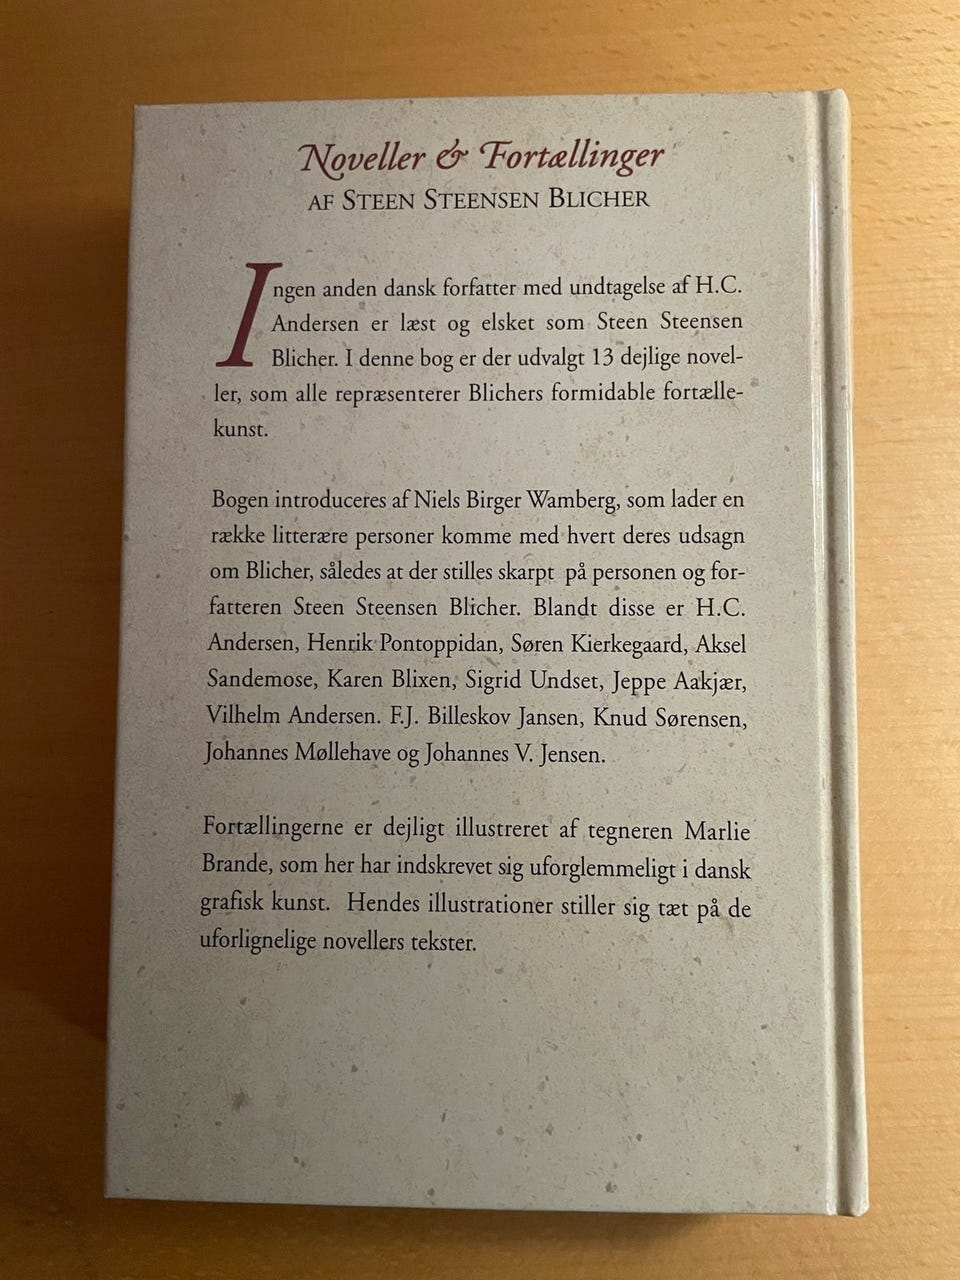 Noveller & Fortællinger
AF STEEN STEENSEN BLICHER
Ingen anden dansk forfatter med undtagelse af H.C.
Andersen er læst og elsket som Steen Steensen
Blicher. I denne bog er der udvalgt 13 dejlige novel-
ler, som alle repræsenterer Blichers formidable fortælle-
kunst.
Bogen introduceres af Niels Birger Wamberg, som lader en
række litterære personer komme med hvert deres udsagn
om Blicher, således at der stilles skarpt på personen og for-
fatteren Steen Steensen Blicher. Blandt disse er H.C.
Andersen, Henrik Pontoppidan, Søren Kierkegaard, Aksel
Sandemose, Karen Blixen, Sigrid Undset, Jeppe Aakjær,
Vilhelm Andersen. F.J. Billeskov Jansen, Knud Sørensen,
Johannes Møllehave og Johannes V. Jensen.
Fortællingerne er dejligt illustreret af tegneren Marlie
Brande, som her har indskrevet sig uforglemmeligt i dansk
grafisk kunst. Hendes illustrationer stiller sig tæt på de
uforlignelige novellers tekster.